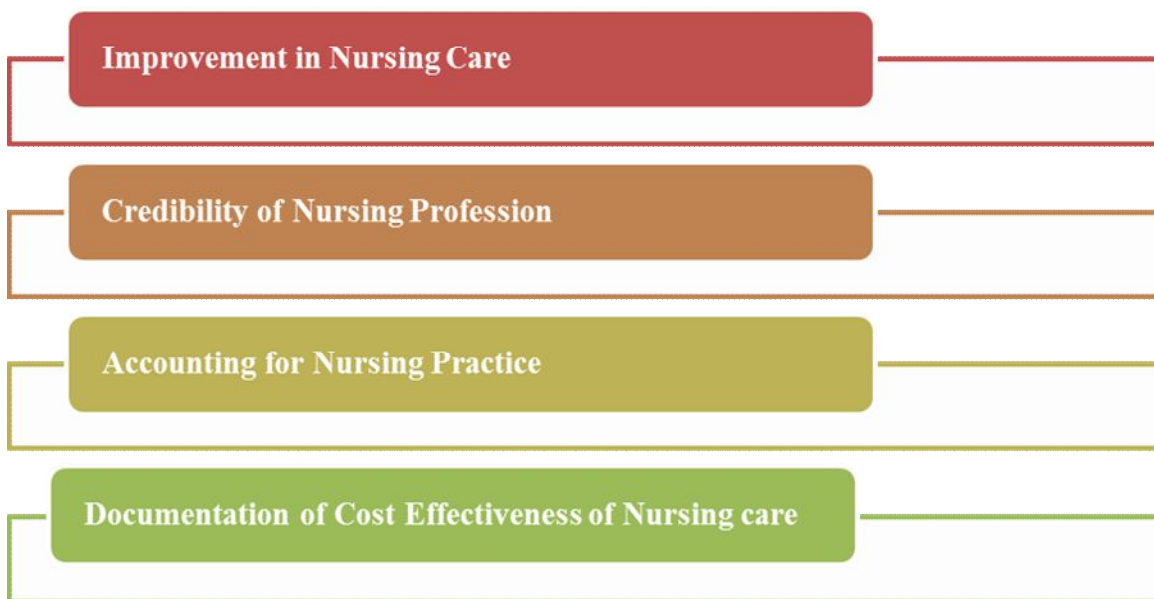 Improvement in Nursing Care
Credibility of Nursing Profession
Accounting for Nursing Practice
Documentation of Cost Effectiveness of Nursing care